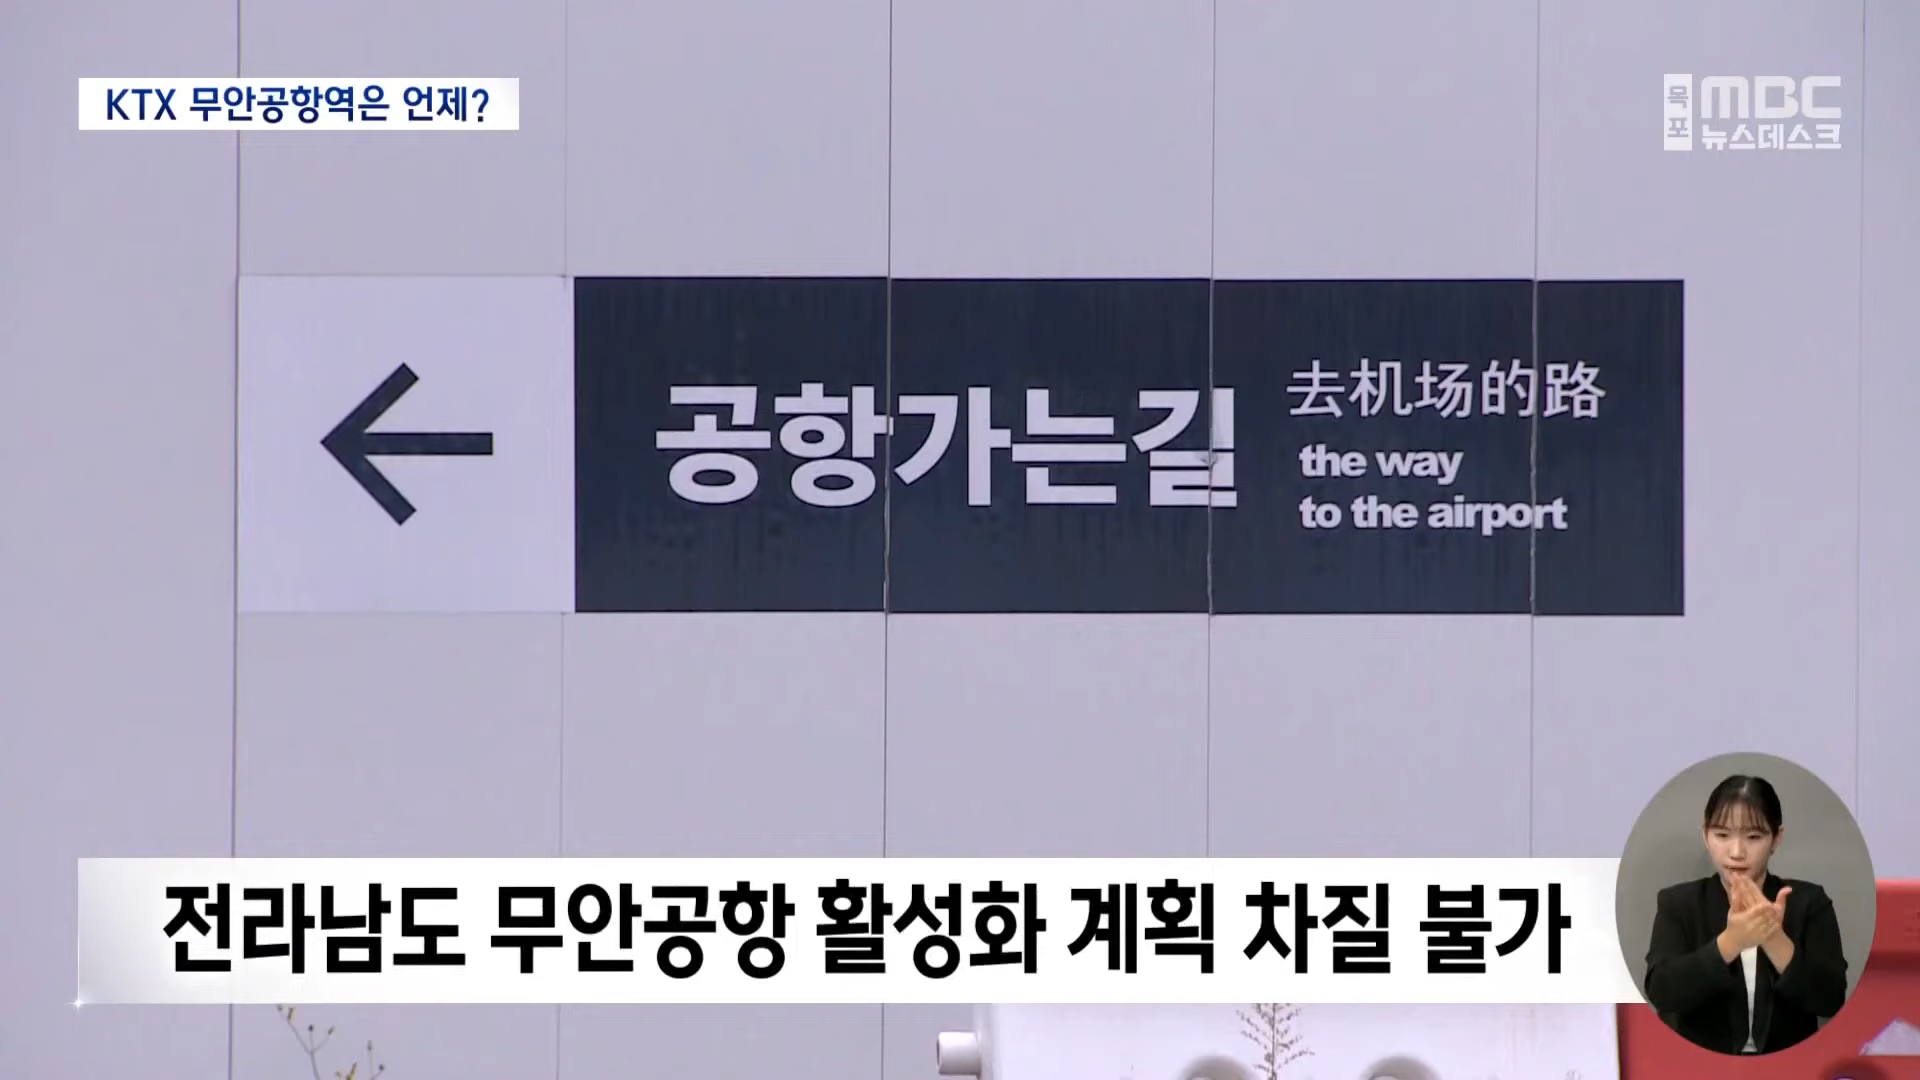 KTX 무안공항역은 언제?
목포
MBC
뉴스데스크
공항가는길
去机场的路
the way
to the airport
전라남도 무안공항 활성화 계획 차질 불가